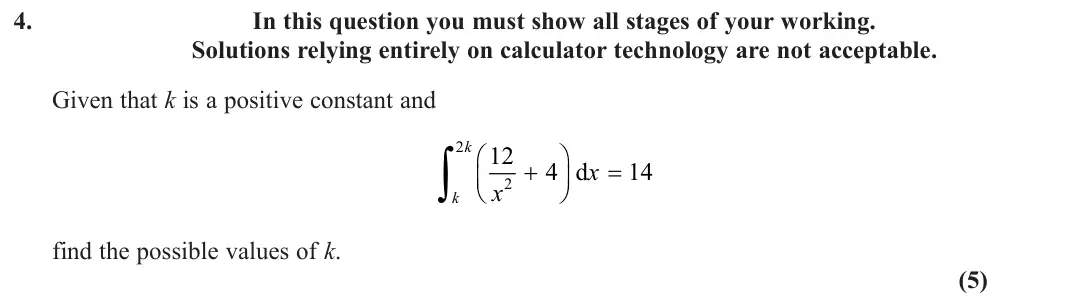 4. In this question you must show all stages of your working.
Solutions relying entirely on calculator technology are not acceptable.
Given that k is a positive constant and
∫_k^{2k} (12/x² + 4) dx = 14
find the possible values of k.
(5)